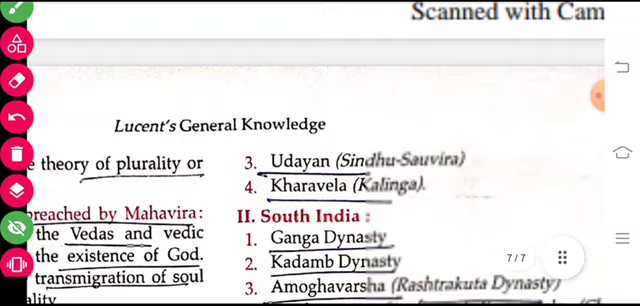 Scanned with Cam
Lucent's General Knowledge
e theory of plurality or
preached by Mahavira:
the Vedas and vedic
the existence of God.
transmigration of soul
ality
3. Udayan (Sindhu-Sauvira)
4. Kharavela (Kalinga).
II. South India :
1. Ganga Dynasty
2. Kadamb Dynasty
3. Amoghavarsha (Rashtrakuta Dynasty)
7/7